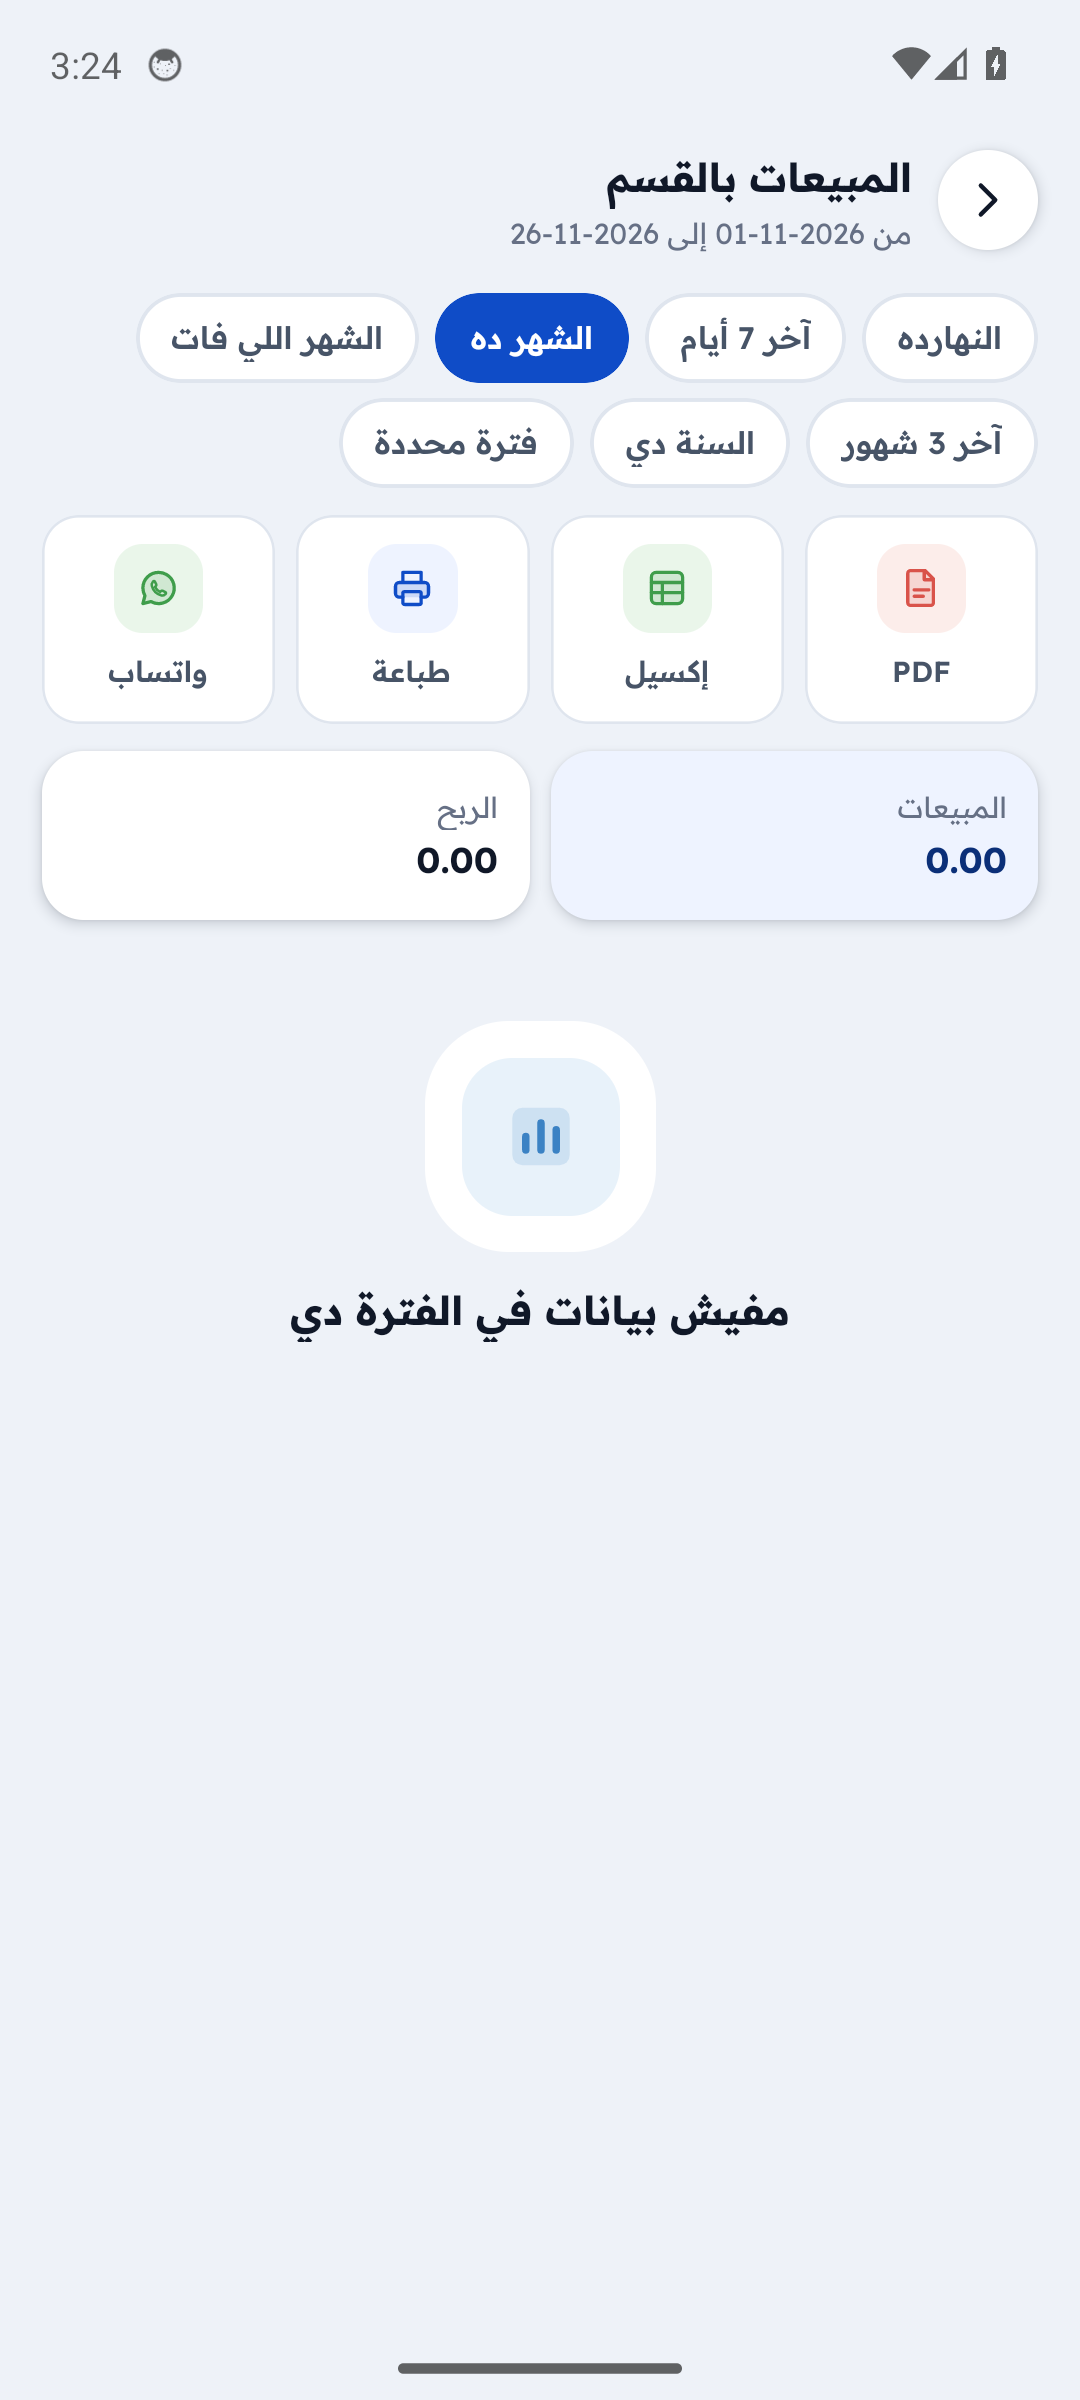 3:24
المبيعات بالقسم
من 2026-11-01 إلى 2026-11-26
النهارده
آخر 7 أيام
الشهر ده
الشهر اللي فات
آخر 3 شهور
السنة دي
فترة محددة
PDF
إكسيل
طباعة
واتساب
المبيعات
0.00
الربح
0.00
مفيش بيانات في الفترة دي